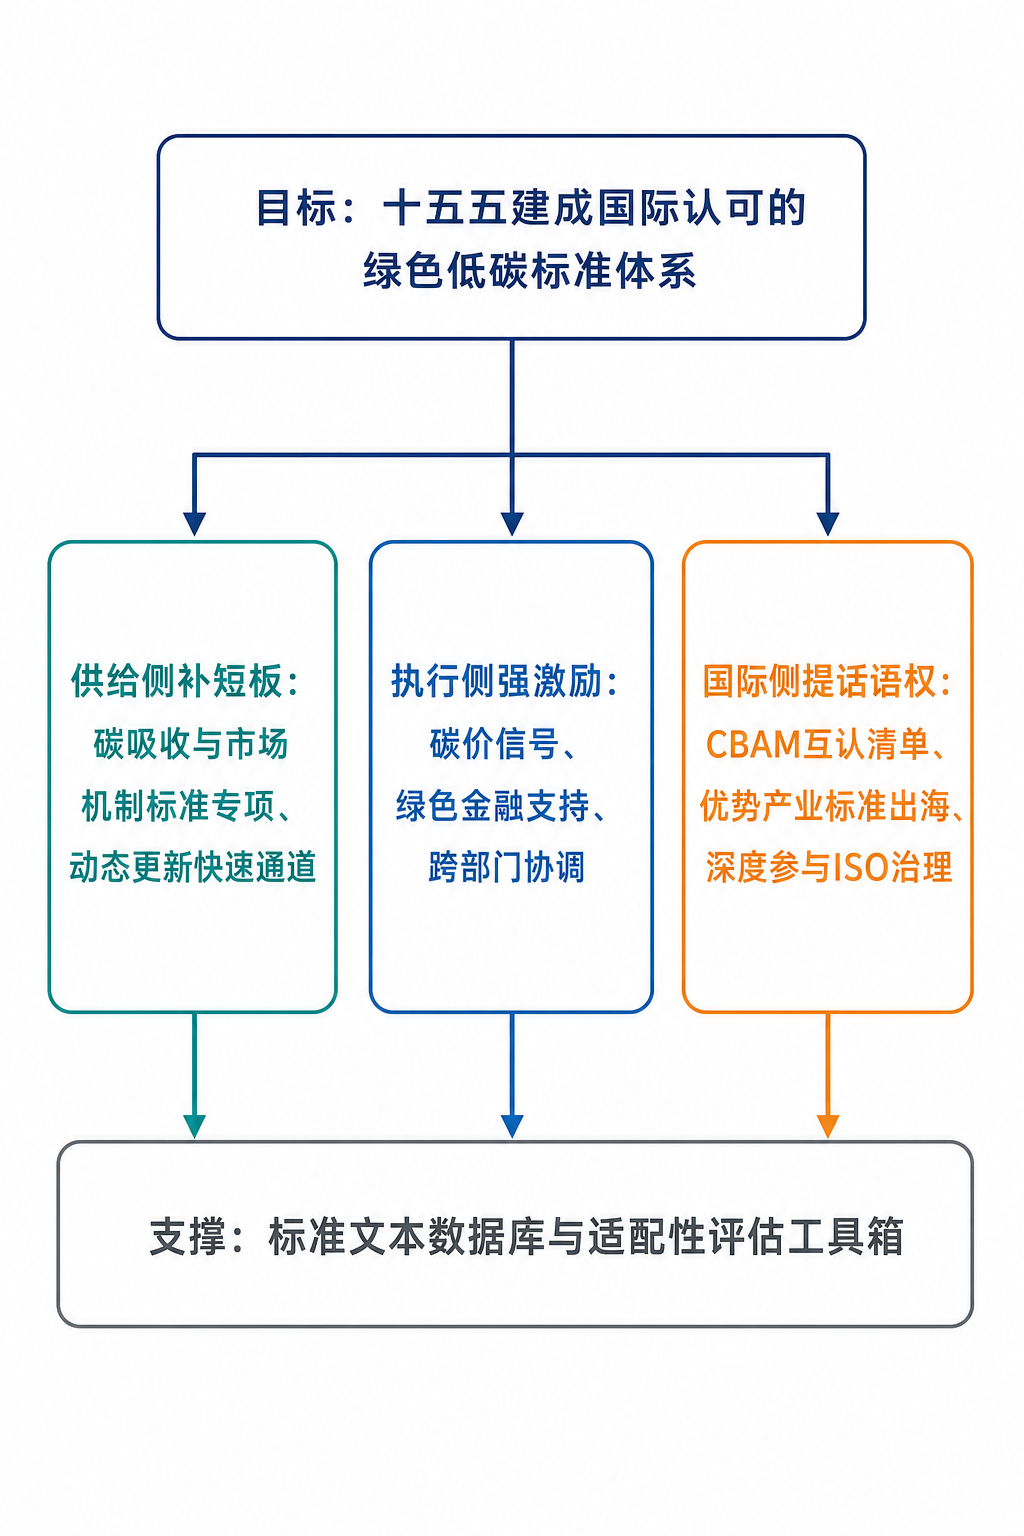 目标：十五五建成国际认可的
绿色低碳标准体系
供给侧补短板：
碳吸收与市场
机制标准专项、
动态更新快速通道
执行侧强激励：
碳价信号、
绿色金融支持、
跨部门协调
国际侧提话语权：
CBAM互认清单、
优势产业标准出海、
深度参与ISO治理
支撑：标准文本数据库与适配性评估工具箱